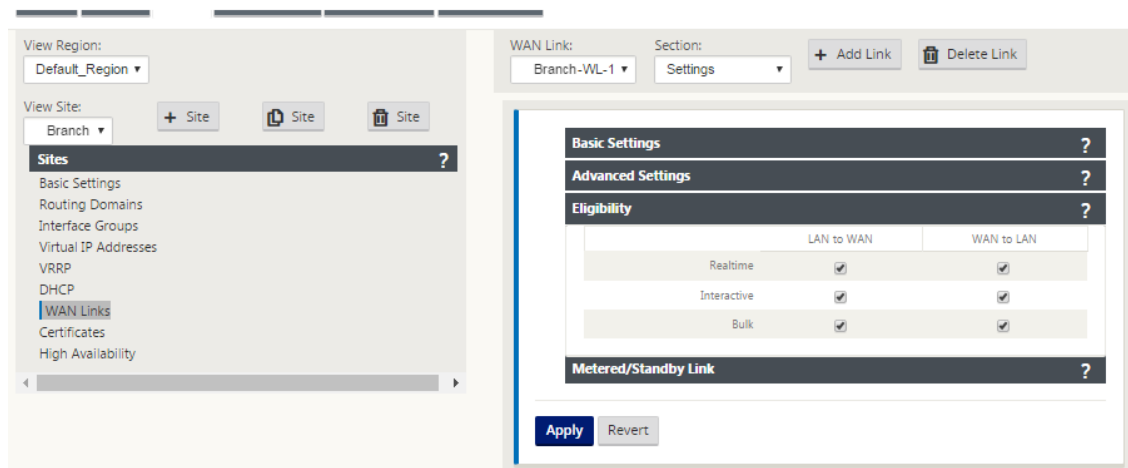 View Region:
Default_Region
View Site:
Branch
+ Site
Site
Site
Sites ?
Basic Settings
Routing Domains
Interface Groups
Virtual IP Addresses
VRRP
DHCP
WAN Links
Certificates
High Availability
WAN Link: Section:
Branch-WL-1 Settings + Add Link Delete Link
Basic Settings ?
Advanced Settings ?
Eligibility ?
LAN to WAN WAN to LAN
Realtime
Interactive
Bulk
Metered/Standby Link ?
Apply Revert